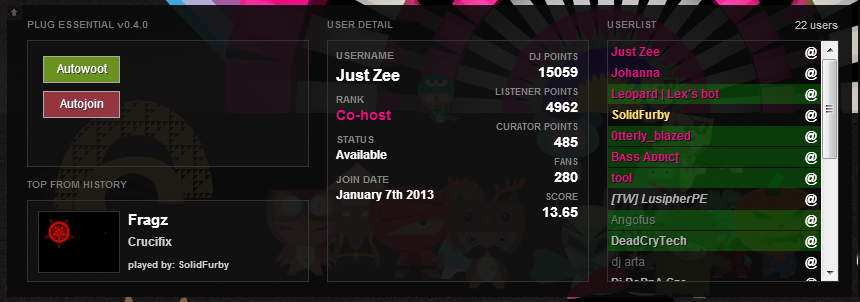 PLUG ESSENTIAL v0.4.0
Autowoot
Autojoin
TOP FROM HISTORY
Fragz
Crucifix
played by: SolidFurby
USER DETAIL
USERNAME
Just Zee
RANK
Co-host
STATUS
Available
JOIN DATE
January 7th 2013
DJ POINTS
15059
LISTENER POINTS
4962
CURATOR POINTS
485
FANS
280
SCORE
13.65
USERLIST
22 users
Just Zee @
Johanna @
Leopard | Lex's bot @
SolidFurby @
0tterly_blazed @
tool @
[TW] LusipherPE @
Angofus @
DeadCryTech @
dj arta @